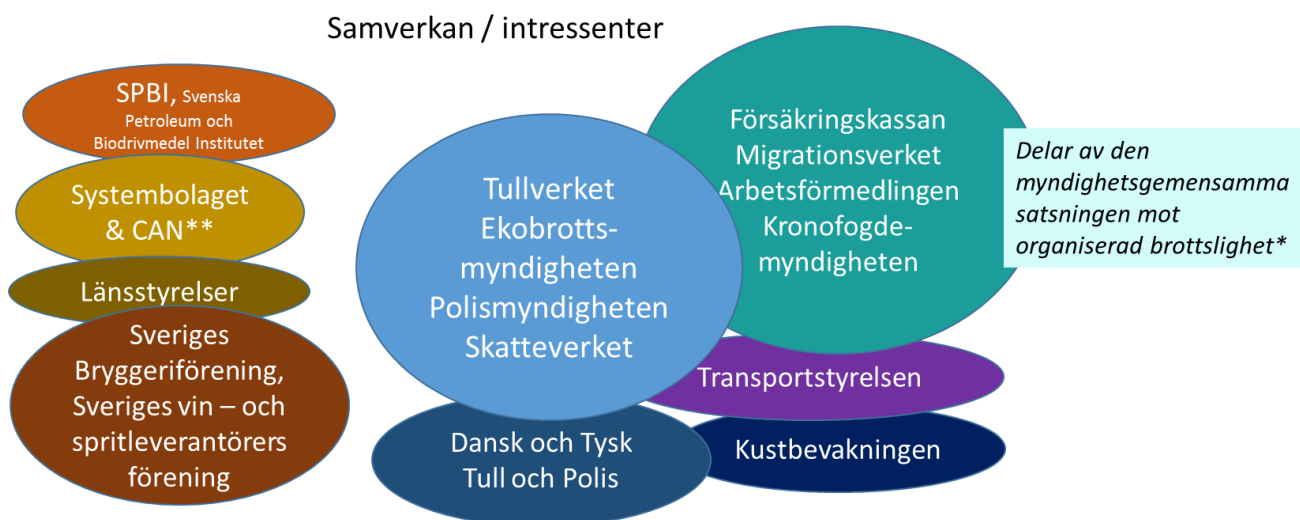 Samverkan / intressenter
SPBI, Svenska
Petroleum och
Biodrivmedel Institutet
Systembolaget
& CAN**
Länsstyrelser
Sveriges
Bryggeriförening,
Sveriges vin – och
spritleverantörers
förening
Tullverket
Ekobrotts-
myndigheten
Polismyndigheten
Skatteverket
Dansk och Tysk
Tull och Polis
Försäkringskassan
Migrationsverket
Arbetsförmedlingen
Kronofogde-
myndigheten
Transportstyrelsen
Kustbevakningen
Delar av den
myndighetsgemensamma
satsningen mot
organiserad brottslighet*